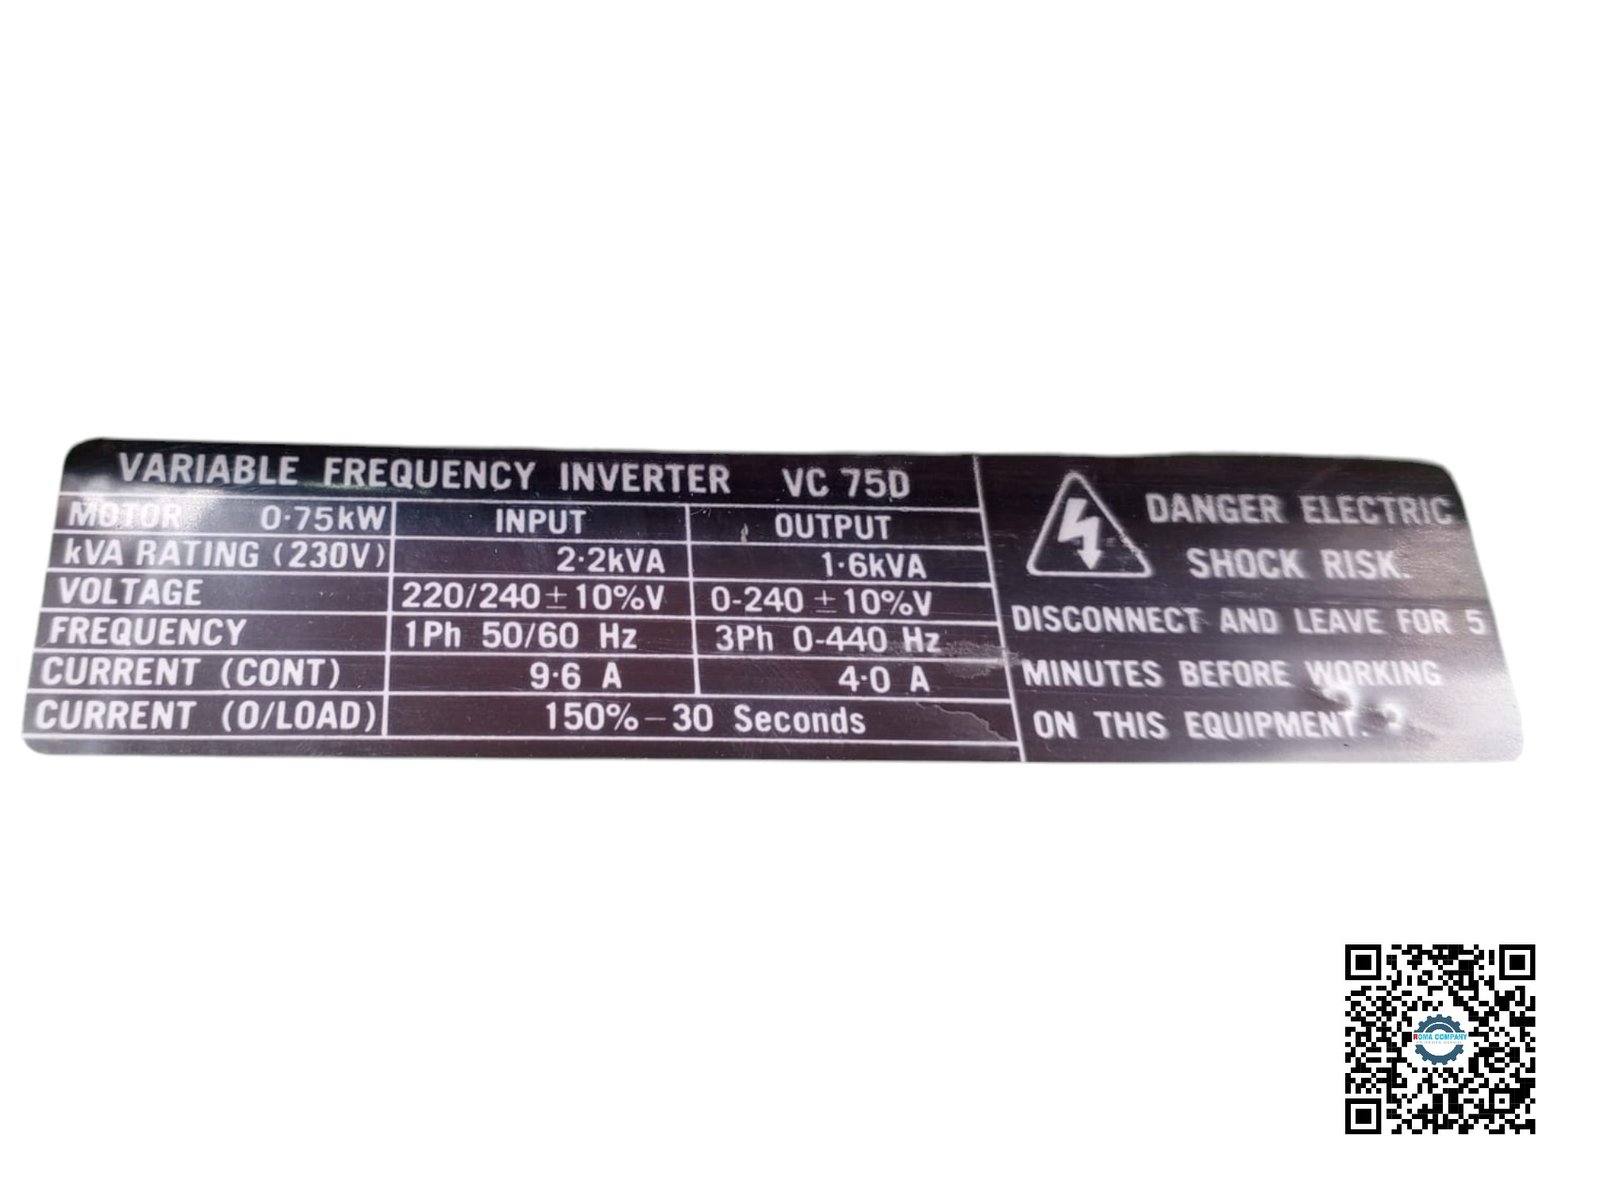 VARIABLE FREQUENCY INVERTER VC 75D
MOTOR 0·75kW INPUT OUTPUT
kVA RATING (230V) 2·2kVA 1·6kVA
VOLTAGE 220/240 ± 10%V 0-240 ± 10%V
FREQUENCY 1Ph 50/60 Hz 3Ph 0-440 Hz
CURRENT (CONT) 9·6 A 4·0 A
CURRENT (O/LOAD) 150% - 30 Seconds
DANGER ELECTRIC
SHOCK RISK.
DISCONNECT AND LEAVE FOR 5
MINUTES BEFORE WORKING
ON THIS EQUIPMENT.
ROMA COMPANY